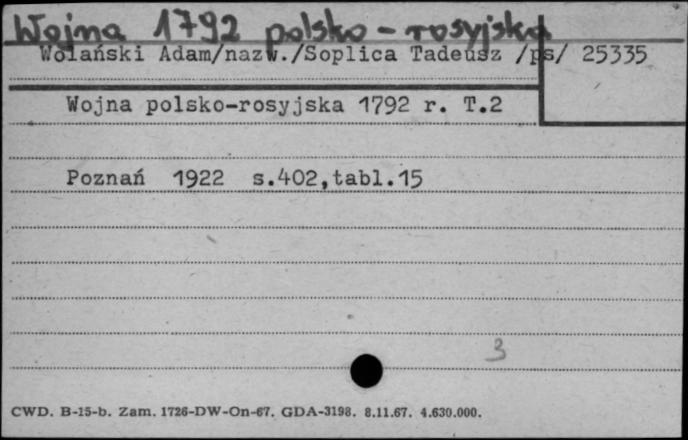 Wojna 1792 polsko-rosyjska
Wolański Adam/nazw./Soplica Tadeusz /ps/ 25335
Wojna polsko-rosyjska 1792 r. T.2
Poznań 1922 s.402,tabl.15
3
CWD. B-15-b. Zam. 1726-DW-On-67. GDA-3198. 8.11.67. 4.630.000.